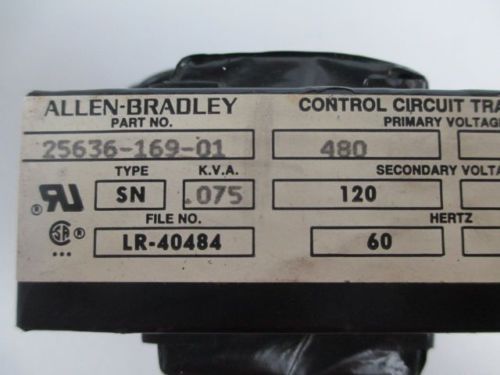 ALLEN-BRADLEY CONTROL CIRCUIT TRA
PART NO. PRIMARY VOLTAGE
25636-169-01 480
TYPE K.V.A. SECONDARY VOLTA
SN .075 120
FILE NO. HERTZ
LR-40484 60